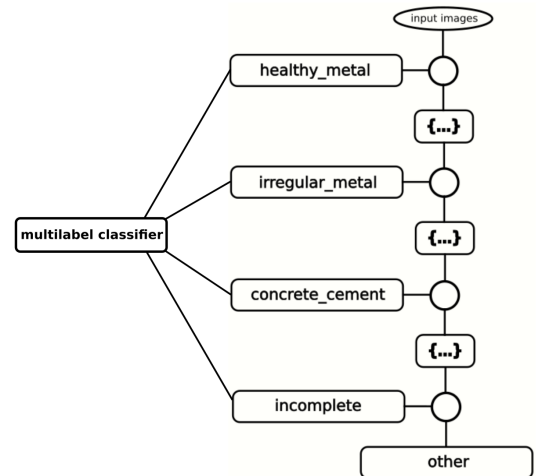 input images
healthy_metal
{...}
irregular_metal
{...}
multilabel classifier
concrete_cement
{...}
incomplete
other